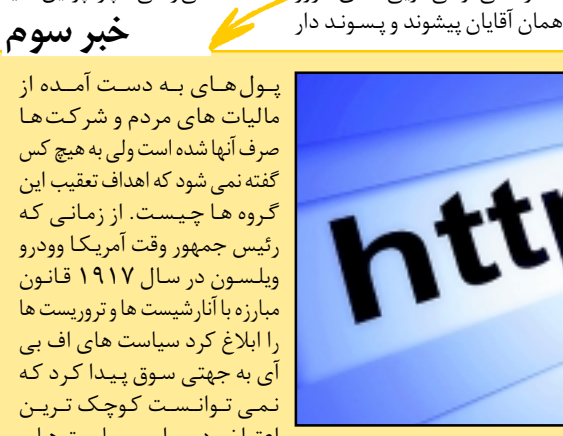 همان آقایان پیشوند و پسوند دار
خبر سوم
پول‌های به دست آمده از
مالیات های مردم و شرکت‌ها
صرف آنها شده است ولی به هیچ کس
گفته نمی شود که اهداف تعقیب این
گروه ها چیست. از زمانی که
رئیس جمهور وقت آمریکا وودرو
ویلسون در سال ۱۹۱۷ قانون
مبارزه با آنارشیست ها و تروریست ها
را ابلاغ کرد سیاست های اف بی
آی به جهتی سوق پیدا کرد که
نمی توانست کوچک ترین
http